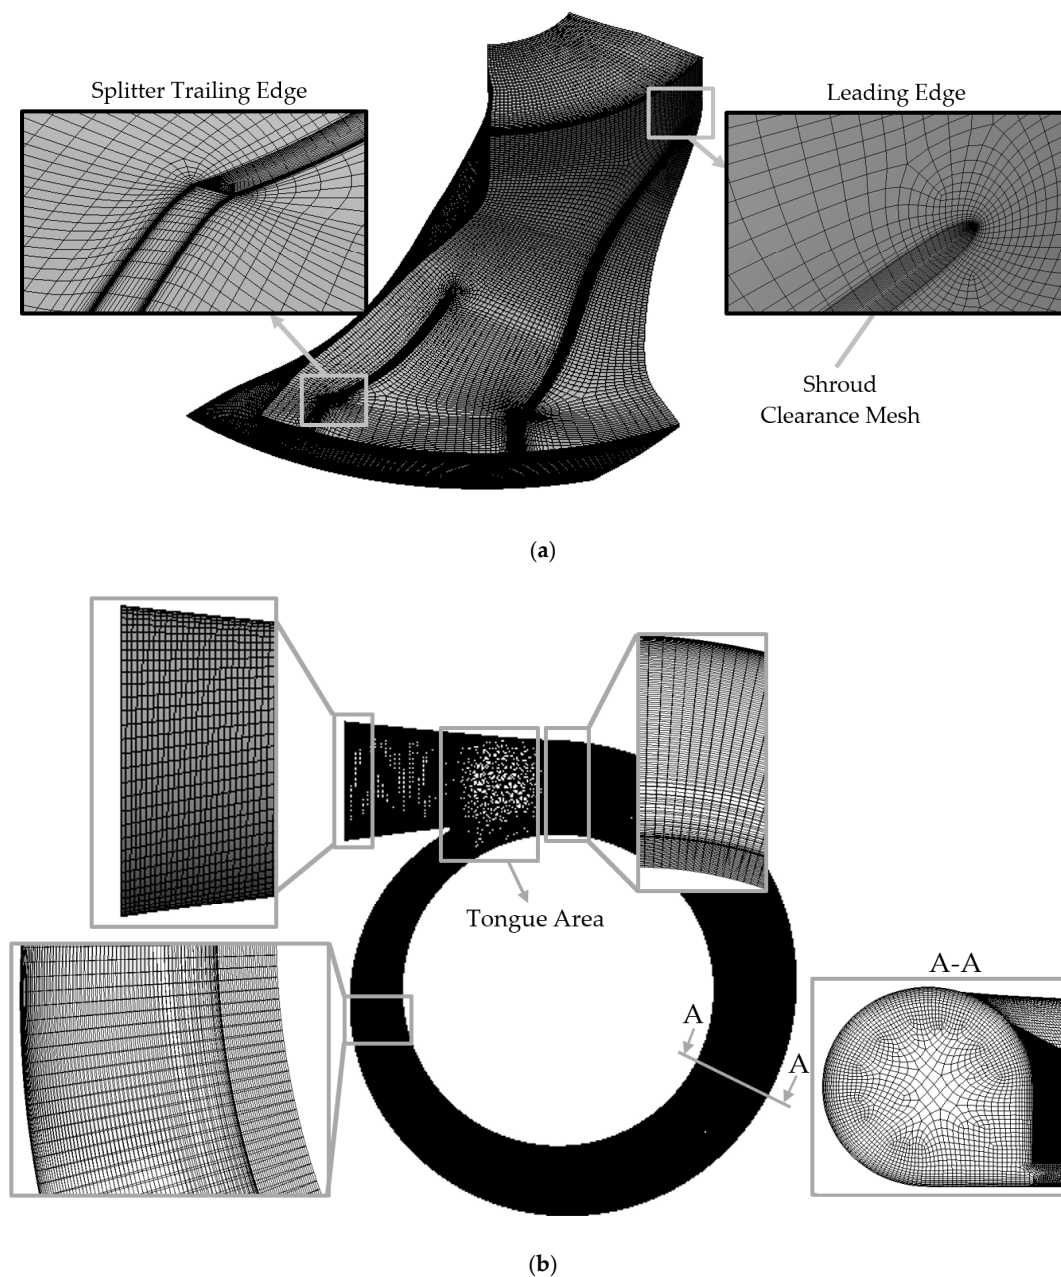 Splitter Trailing Edge
Leading Edge
Shroud
Clearance Mesh
(a)
Tongue Area
A-A
A
A
(b)